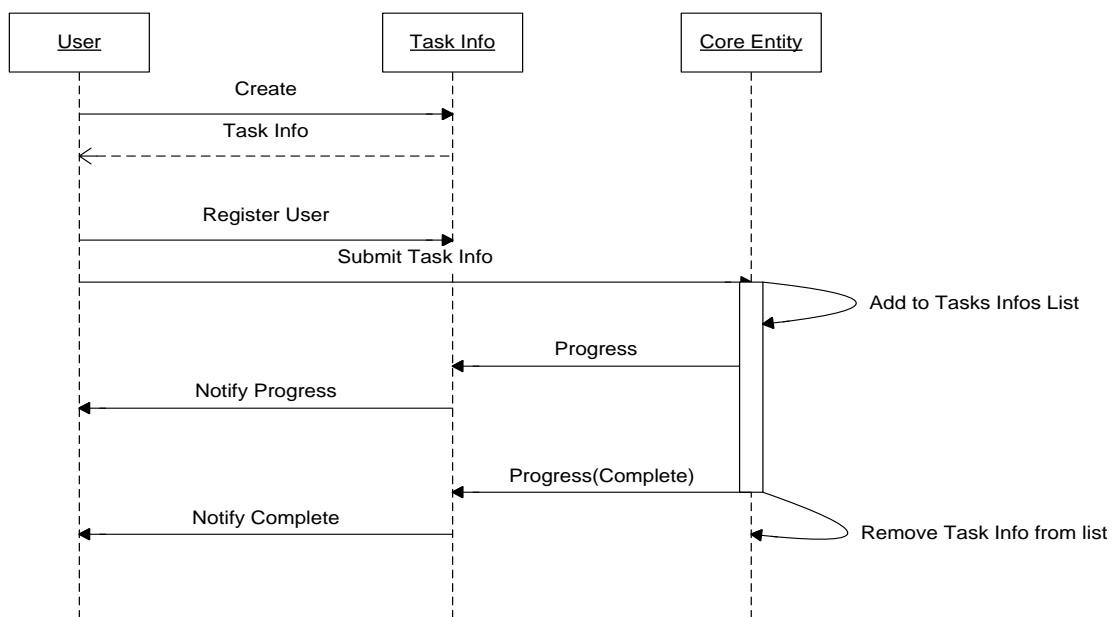 User
Task Info
Core Entity
Create
Task Info
Register User
Submit Task Info
Add to Tasks Infos List
Progress
Notify Progress
Progress(Complete)
Notify Complete
Remove Task Info from list